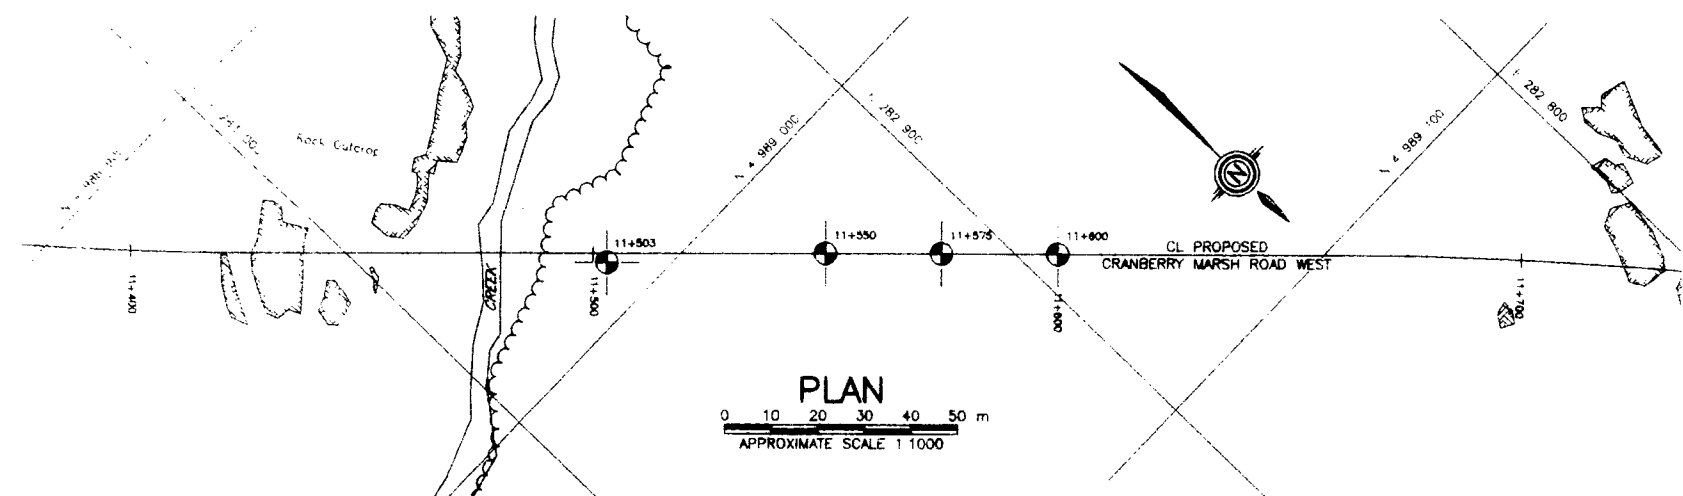 Rock Outcrop
N 4 989 000
E 282 900
N 4 989 100
E 282 800
N
11+503
11+550
11+575
11+600
CL PROPOSED
CRANBERRY MARSH ROAD WEST
CREEK
11+400
11+500
11+600
11+700
PLAN
0 10 20 30 40 50 m
APPROXIMATE SCALE 1 1000